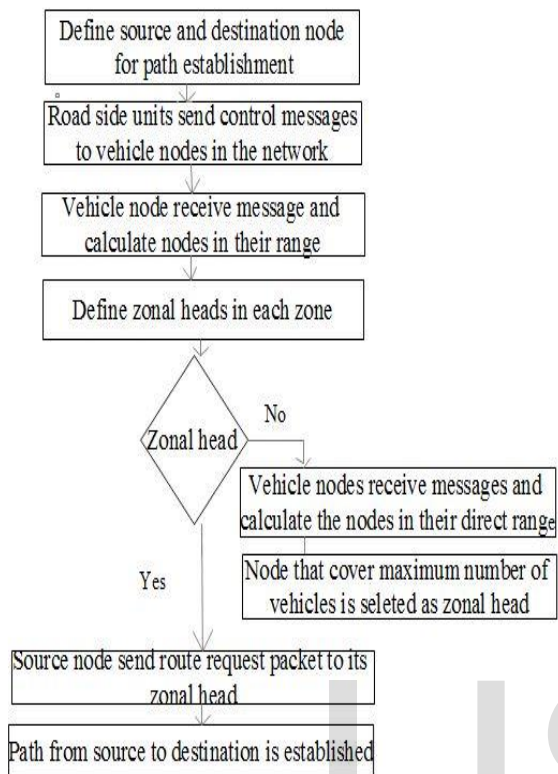 Define source and destination node
for path establishment
Road side units send control messages
to vehicle nodes in the network
Vehicle node receive message and
calculate nodes in their range
Define zonal heads in each zone
Zonal head
No
Vehicle nodes receive messages and
calculate the nodes in their direct range
Node that cover maximum number of
vehicles is seleted as zonal head
Yes
Source node send route request packet to its
zonal head
Path from source to destination is established